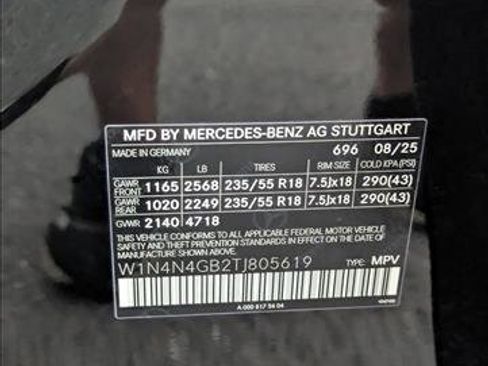 MFD BY MERCEDES-BENZ AG STUTTGART
MADE IN GERMANY 696 08/25
KG LB TIRES RIM SIZE COLD KPA (PSI)
GAWR FRONT 1165 2568 235/55 R18 7.5Jx18 290(43)
GAWR REAR 1020 2249 235/55 R18 7.5Jx18 290(43)
GVWR 2140 4718
THIS VEHICLE CONFORMS TO ALL APPLICABLE FEDERAL MOTOR VEHICLE
SAFETY STANDARDS IN EFFECT ON THE DATE OF MANUFACTURE SHOWN ABOVE.
W1N4N4GB2TJ805619 TYPE: MPV
A 000 817 56 04